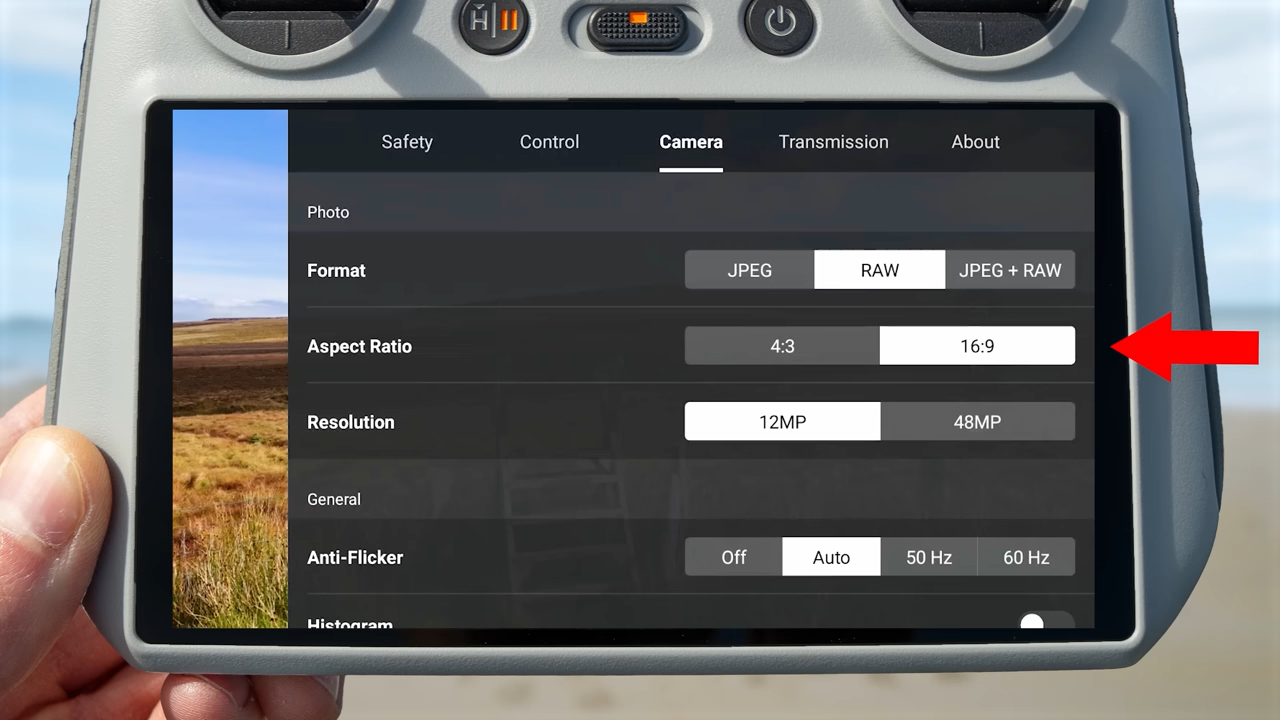 H
Safety Control Camera Transmission About
Photo
Format JPEG RAW JPEG + RAW
Aspect Ratio 4:3 16:9
Resolution 12MP 48MP
General
Anti-Flicker Off Auto 50 Hz 60 Hz
Histogram